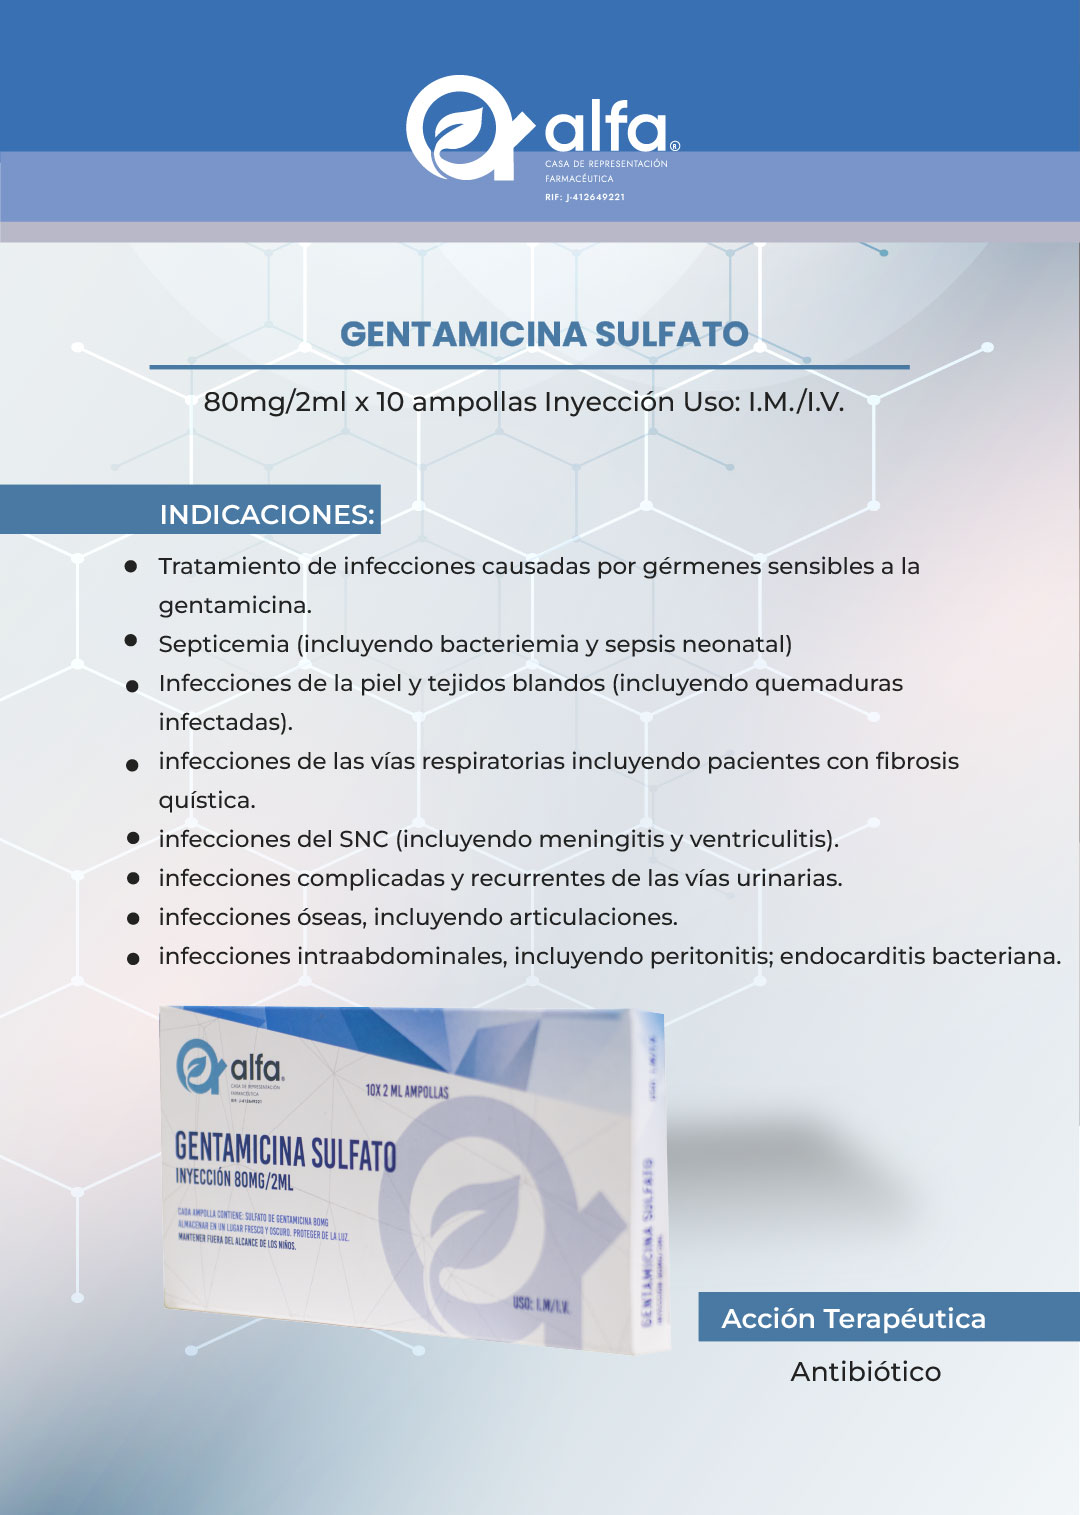 alfa®
CASA DE REPRESENTACIÓN
FARMACÉUTICA
RIF: J-412649221
GENTAMICINA SULFATO
80mg/2ml x 10 ampollas Inyección Uso: I.M./I.V.
INDICACIONES:
● Tratamiento de infecciones causadas por gérmenes sensibles a la
gentamicina.
● Septicemia (incluyendo bacteriemia y sepsis neonatal)
● Infecciones de la piel y tejidos blandos (incluyendo quemaduras
infectadas).
● infecciones de las vías respiratorias incluyendo pacientes con fibrosis
quística.
● infecciones del SNC (incluyendo meningitis y ventriculitis).
● infecciones complicadas y recurrentes de las vías urinarias.
● infecciones óseas, incluyendo articulaciones.
● infecciones intraabdominales, incluyendo peritonitis; endocarditis bacteriana.
alfa®
CASA DE REPRESENTACIÓN
FARMACÉUTICA
RIF: J-412649221
10X 2 ML AMPOLLAS
GENTAMICINA SULFATO
INYECCIÓN 80MG/2ML
CADA AMPOLLA CONTIENE: SULFATO DE GENTAMICINA 80MG
ALMACENAR EN UN LUGAR FRESCO Y OSCURO. PROTEGER DE LA LUZ.
MANTENER FUERA DEL ALCANCE DE LOS NIÑOS.
USO: I.M/I.V.
GENTAMICINA SULFATO
Acción Terapéutica
Antibiótico